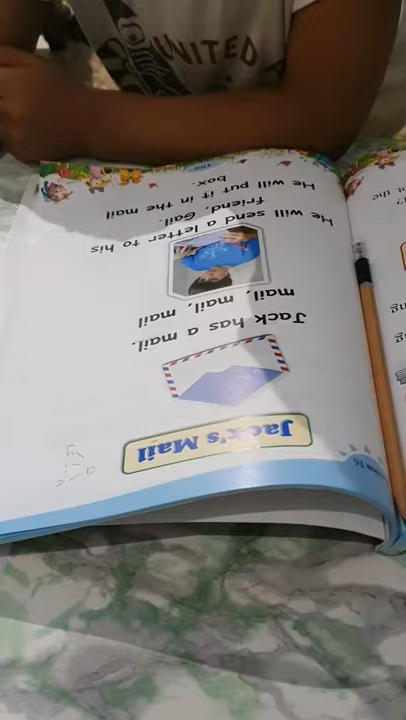 UNITED
Jack's Mail
Jack has a mail.
mail, mail, mail
He will send a letter to his
friend, Gail.
He will put it in the mail
box.